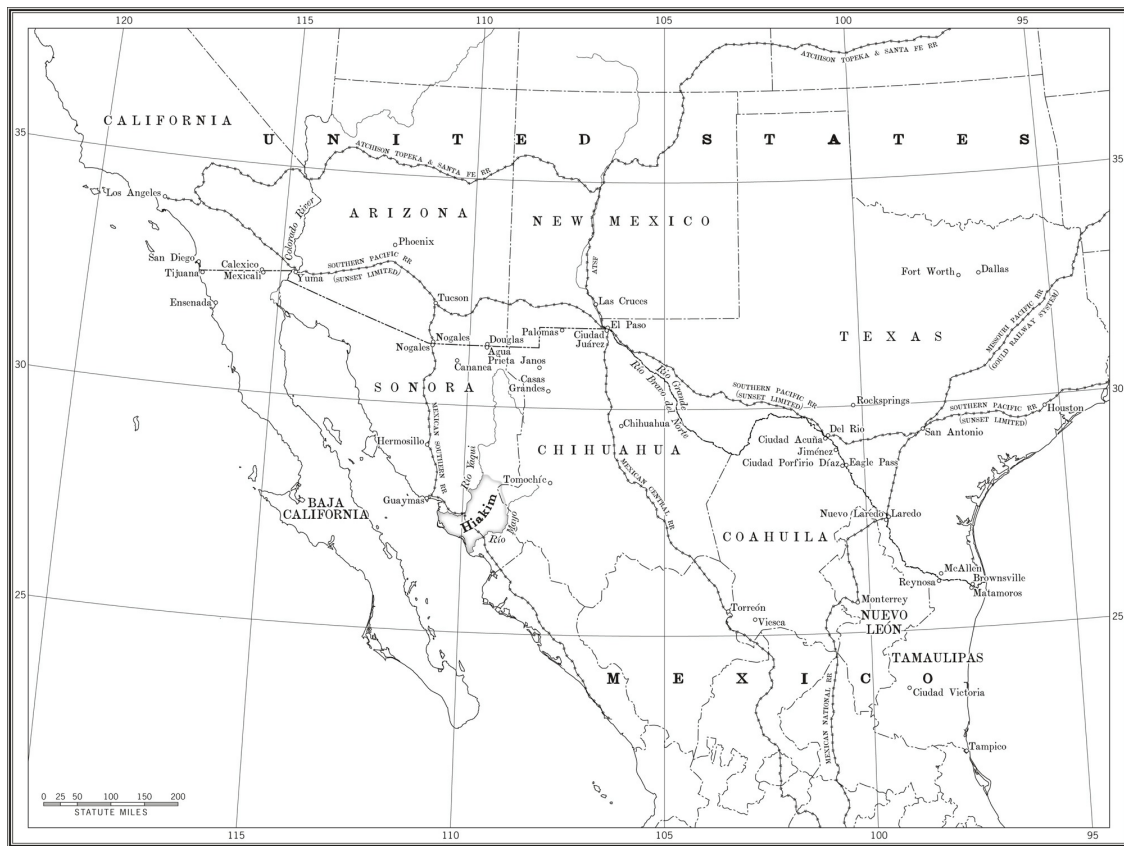 120
115
110
105
100
95
ATCHISON TOPEKA & SANTA FE RR
35
CALIFORNIA
UNITED STATES
ATCHISON TOPEKA & SANTA FE RR
35
Los Angeles
Colorado River
ARIZONA
NEW MEXICO
Phoenix
San Diego
Calexico
SOUTHERN PACIFIC RR
(SUNSET LIMITED)
ATSF
Tijuana
Mexicali
Yuma
Fort Worth
Dallas
Ensenada
Tucson
Las Cruces
MISSOURI PACIFIC RR
(GOULD RAILWAY SYSTEM)
Nogales
Douglas
Palomas
El Paso
Ciudad
Juárez
TEXAS
Nogales
Agua
Prieta
Janos
Cananea
30
SONORA
Casas
Grandes
Rio Grande
Río Bravo del Norte
SOUTHERN PACIFIC RR
(SUNSET LIMITED)
Rocksprings
SOUTHERN PACIFIC RR
(SUNSET LIMITED)
Houston
30
MEXICAN SOUTHERN RR
Hermosillo
Chihuahua
CHIHUAHUA
Del Rio
Ciudad Acuña
San Antonio
Jiménez
Ciudad Porfirio Díaz
Eagle Pass
Río Yaqui
Tomochic
MEXICAN CENTRAL RR
Guaymas
BAJA
CALIFORNIA
Hiakim
Río Mayo
Nuevo Laredo
Laredo
COAHUILA
25
McAllen
Reynosa
Brownsville
Matamoros
Torreón
Viesca
Monterrey
NUEVO
LEÓN
25
TAMAULIPAS
MEXICO
Ciudad Victoria
MEXICAN NATIONAL RR
Tampico
0 25 50 100 150 200
STATUTE MILES
115
110
105
100
95